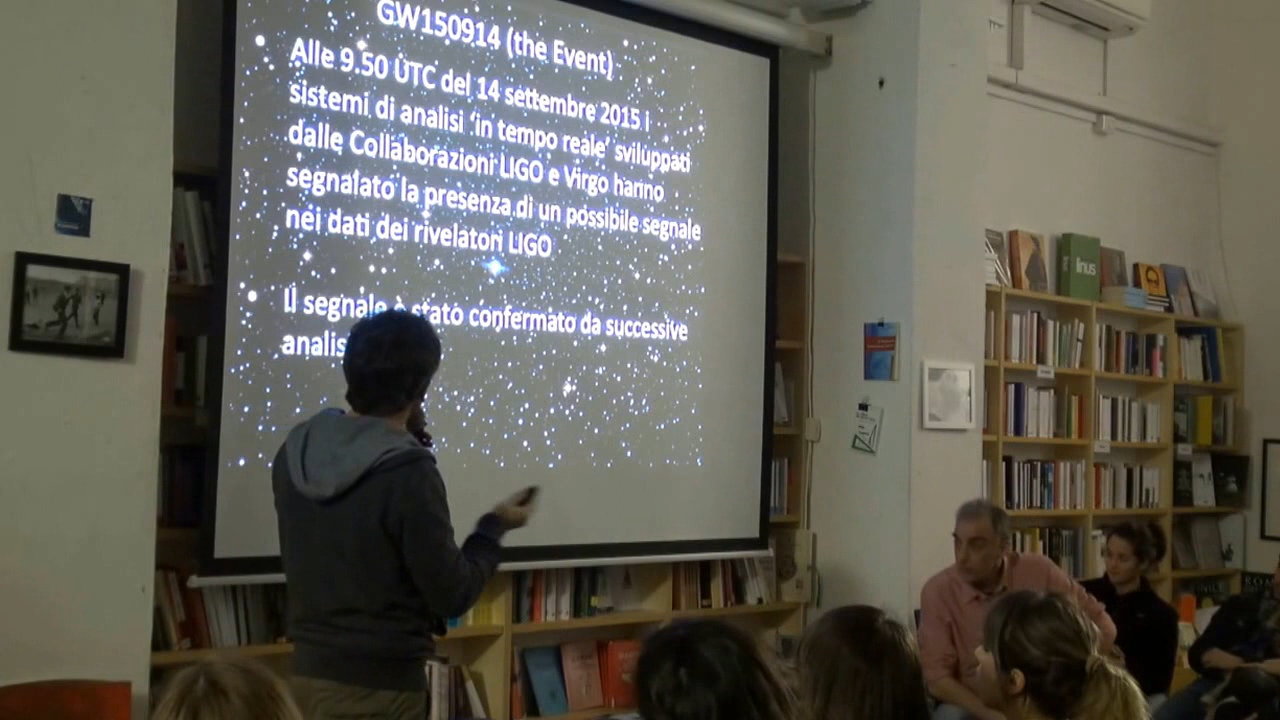 GW150914 (the Event)
Alle 9.50 UTC del 14 settembre 2015 i
sistemi di analisi 'in tempo reale' sviluppati
dalle Collaborazioni LIGO e Virgo hanno
segnalato la presenza di un possibile segnale
nei dati dei rivelatori LIGO
Il segnale è stato confermato da successive
analis
linus